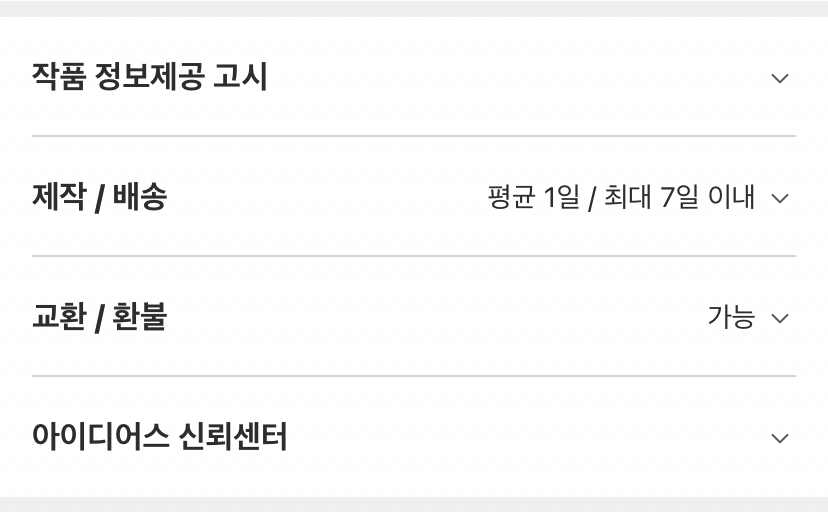 작품 정보제공 고시
제작 / 배송 평균 1일 / 최대 7일 이내
교환 / 환불 가능
아이디어스 신뢰센터